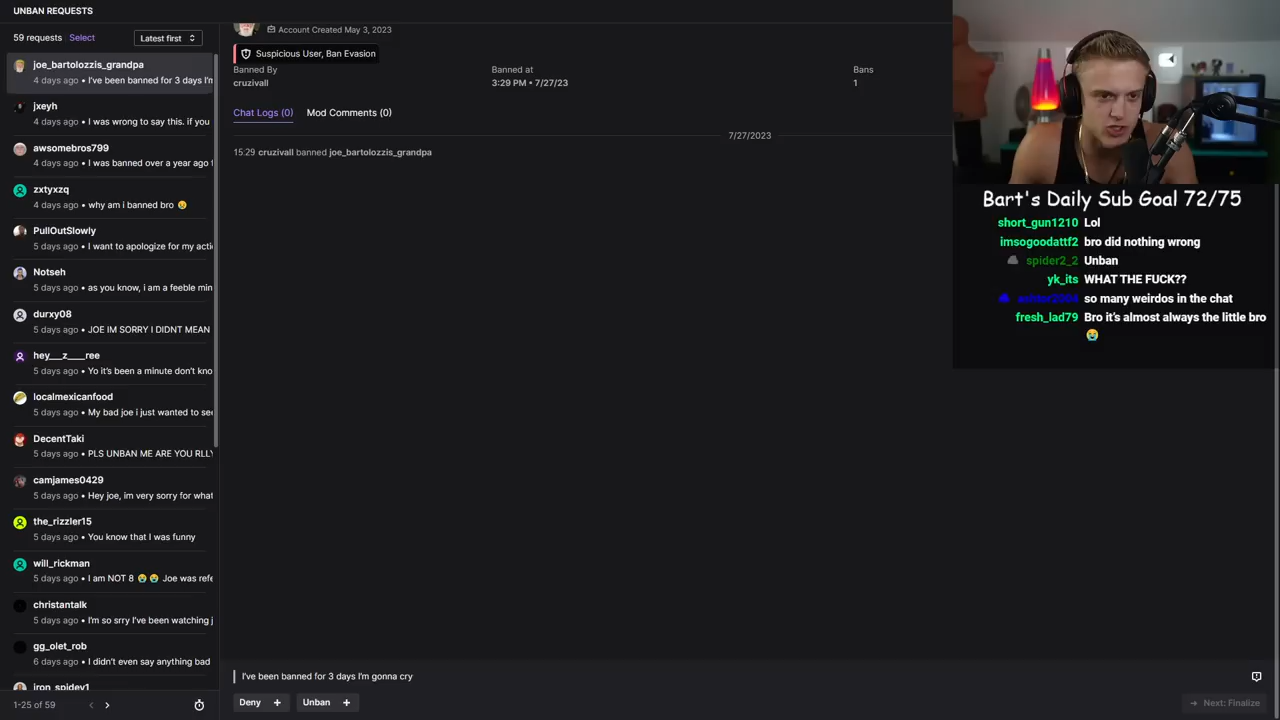 UNBAN REQUESTS
59 requests Select Latest first
joe_bartolozzis_grandpa
4 days ago • I've been banned for 3 days I'm
jxeyh
4 days ago • I was wrong to say this. if you
awsomebros799
4 days ago • I was banned over a year ago
zxtyxzq
4 days ago • why am i banned bro 😖
PullOutSlowly
5 days ago • I want to apologize for my acti
Notseh
5 days ago • as you know, i am a feeble min
durxy08
5 days ago • JOE IM SORRY I DIDNT MEAN
hey__z____ree
5 days ago • Yo it's been a minute don't kno
localmexicanfood
5 days ago • My bad joe i just wanted to see
DecentTaki
5 days ago • PLS UNBAN ME ARE YOU RLLY
camjames0429
5 days ago • Hey joe, im very sorry for what
the_rizzler15
5 days ago • You know that I was funny
will_rickman
5 days ago • I am NOT 8 😭😭 Joe was refe
christantalk
5 days ago • I'm so srry I've been watching j
gg_olet_rob
6 days ago • I didn't even say anything bad
iron_spidey1
1-25 of 59
Account Created May 3, 2023
Suspicious User, Ban Evasion
Banned By Banned at Bans
cruzivall 3:29 PM • 7/27/23 1
Chat Logs (0) Mod Comments (0)
7/27/2023
15:29 cruzivall banned joe_bartolozzis_grandpa
I've been banned for 3 days I'm gonna cry
Deny + Unban +
Next: Finalize
Bart's Daily Sub Goal 72/75
short_gun1210 Lol
imsogoodattf2 bro did nothing wrong
spider2_2 Unban
yk_its WHAT THE FUCK??
so many weirdos in the chat
fresh_lad79 Bro it's almost always the little bro
😭